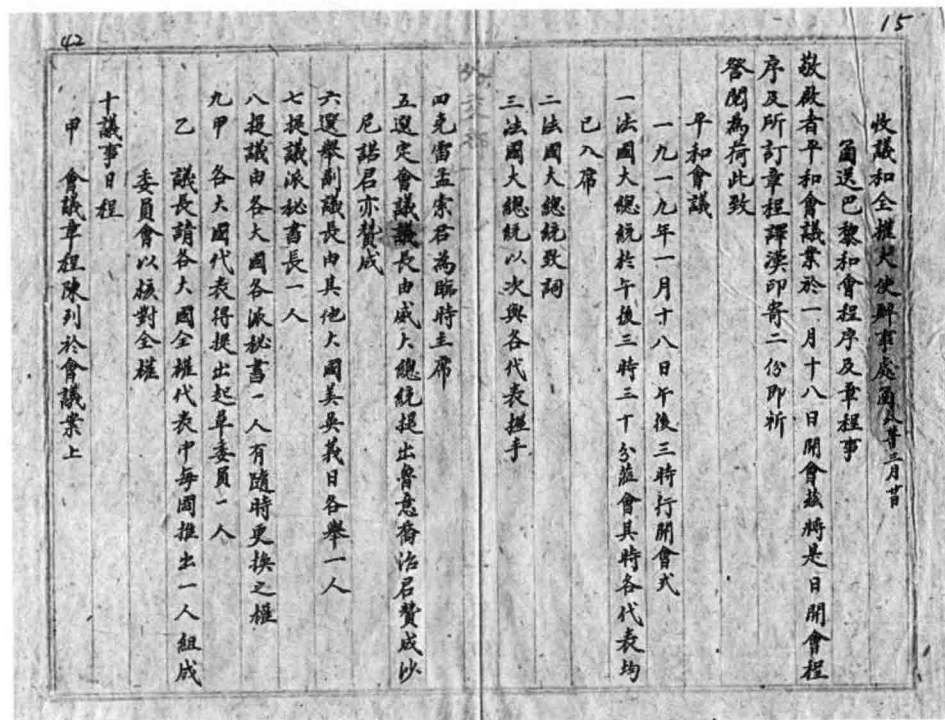 15
收議和全權大使辦事處函 八年三月廿
函送巴黎和會程序及章程事
敬啟者平和會議業於一月十八日開會茲將是日開會程
序及所訂章程譯漢印寄二份即祈
詧閱為荷此致
平和會議
一九一九年一月十八日午後三時行開會式
一法國大總統於午後三時三十分蒞會其時各代表均
已入席
二法國大總統致詞
三法國大總統以次與各代表握手
四克雷孟索君為臨時主席
五選定會議議長由威大總統提出魯意喬治君贊成沙
尼諾君亦贊成
六選舉副議長由其他大國美英義日各舉一人
七提議派秘書長一人
八提議由各大國各派秘書一人有隨時更換之權
九甲 各大國代表得提出起草委員一人
乙 議長請各大國全權代表中每國推出一人組成
委員會以核對全權
十議事日程
甲 會議章程陳列於會議業上
42
外交部